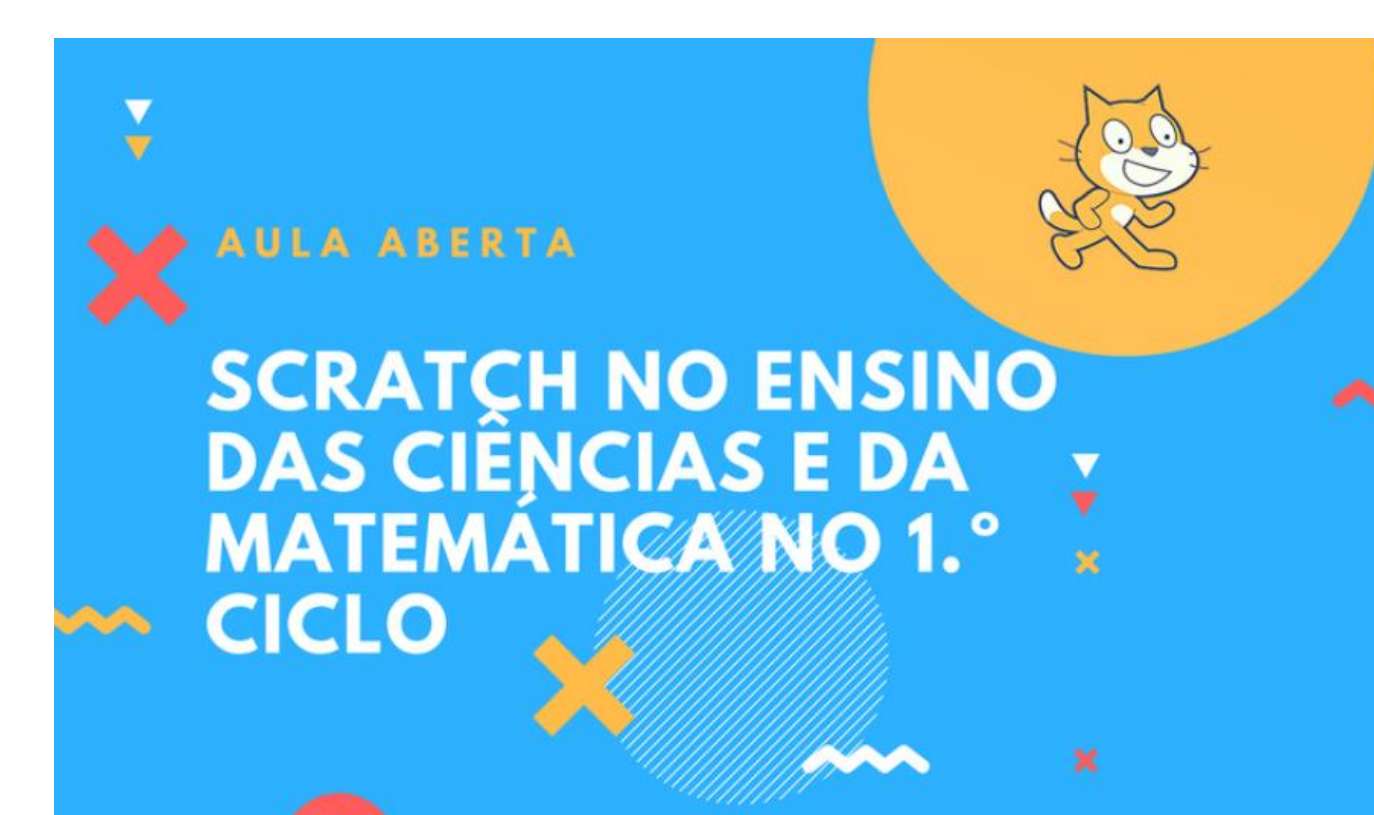 AULA ABERTA
SCRATCH NO ENSINO
DAS CIÊNCIAS E DA
MATEMÁTICA NO 1.º
CICLO